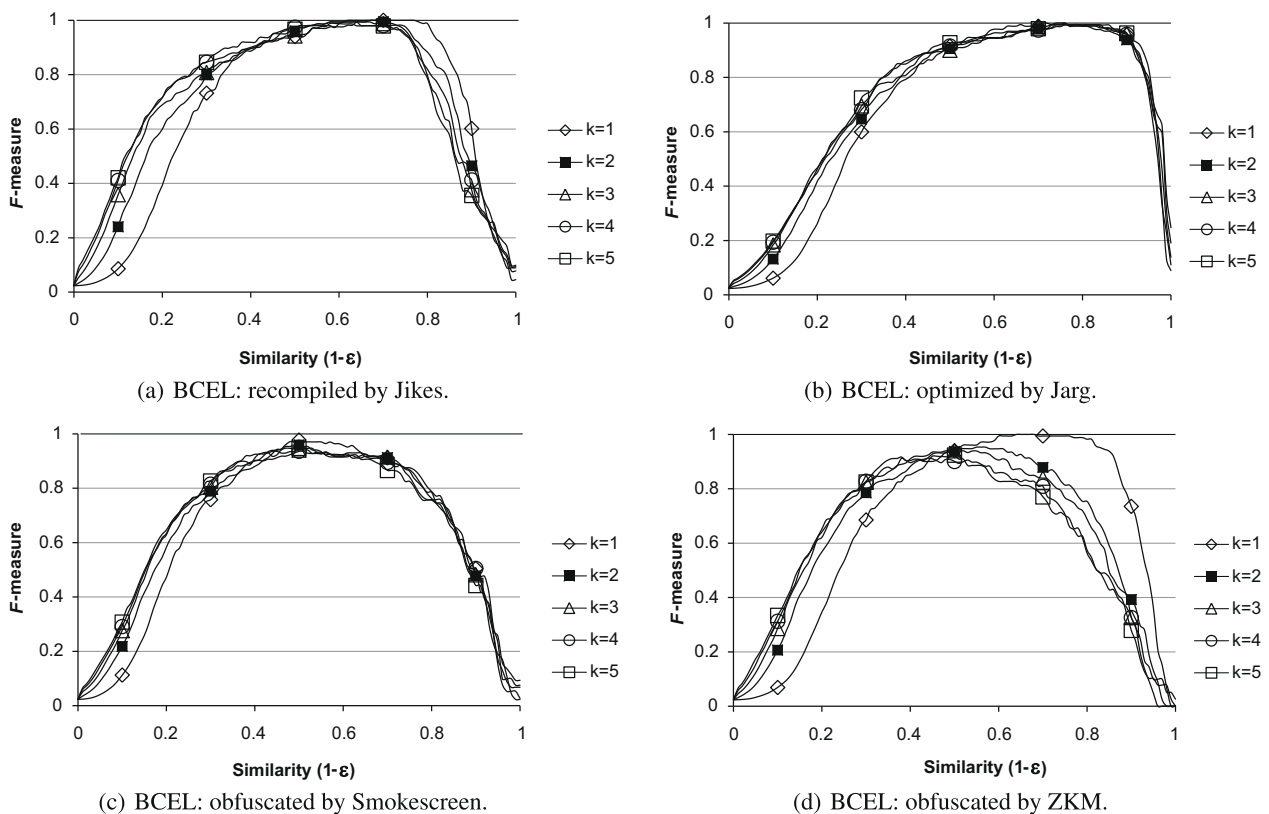 1
0.8
0.6
0.4
0.2
0
F-measure
0 0.2 0.4 0.6 0.8 1
Similarity (1-ε)
k=1
k=2
k=3
k=4
k=5
(a) BCEL: recompiled by Jikes.
1
0.8
0.6
0.4
0.2
0
F-measure
0 0.2 0.4 0.6 0.8 1
Similarity (1-ε)
k=1
k=2
k=3
k=4
k=5
(b) BCEL: optimized by Jarg.
1
0.8
0.6
0.4
0.2
0
F-measure
0 0.2 0.4 0.6 0.8 1
Similarity (1-ε)
k=1
k=2
k=3
k=4
k=5
(c) BCEL: obfuscated by Smokescreen.
1
0.8
0.6
0.4
0.2
0
F-measure
0 0.2 0.4 0.6 0.8 1
Similarity (1-ε)
k=1
k=2
k=3
k=4
k=5
(d) BCEL: obfuscated by ZKM.